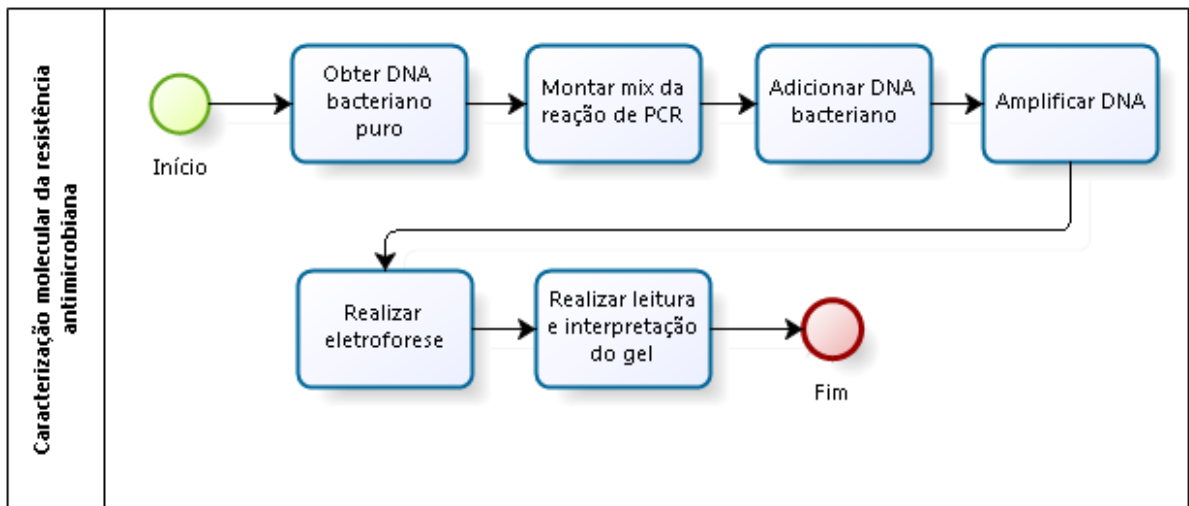 Caracterização molecular da resistência
antimicrobiana
Início
Obter DNA
bacteriano
puro
Montar mix da
reação de PCR
Adicionar DNA
bacteriano
Amplificar DNA
Realizar
eletroforese
Realizar leitura
e interpretação
do gel
Fim